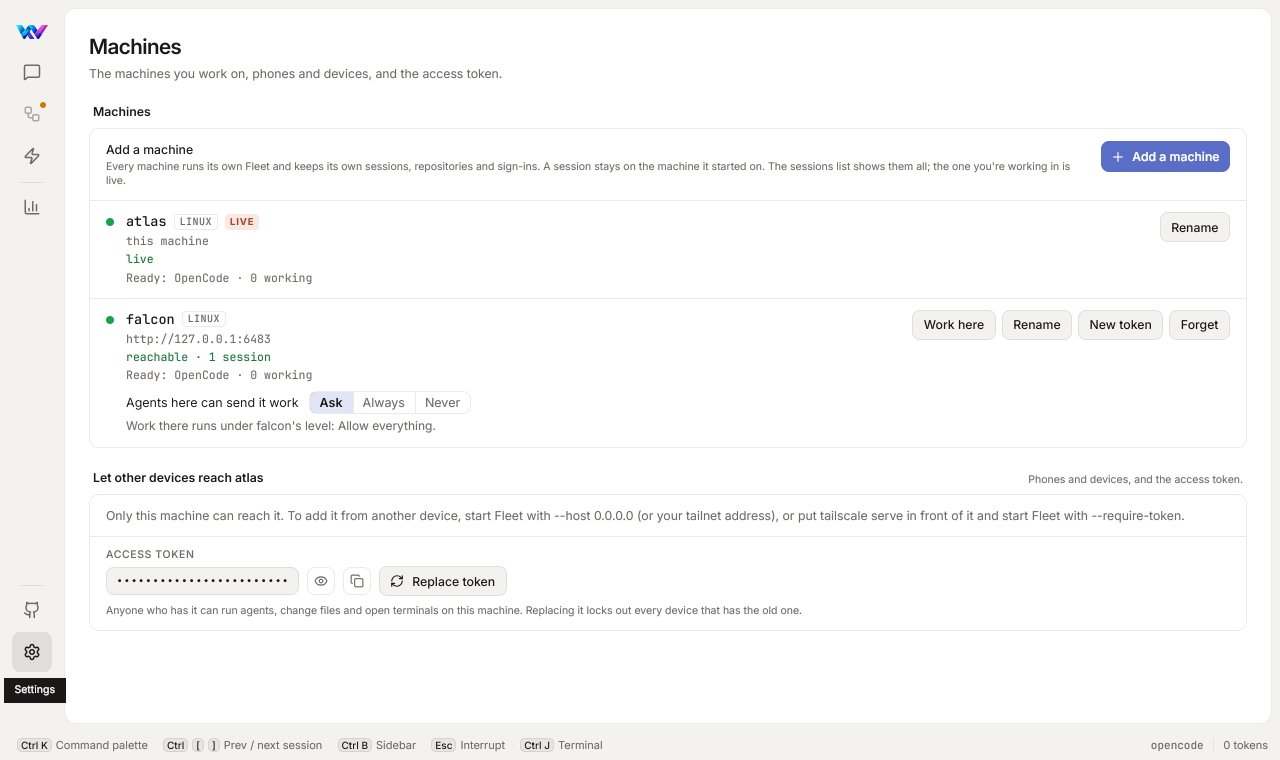 Machines
The machines you work on, phones and devices, and the access token.
Machines
Add a machine
Every machine runs its own Fleet and keeps its own sessions, repositories and sign-ins. A session stays on the machine it started on. The sessions list shows them all; the one you're working in is
live.
Add a machine
atlas LINUX LIVE
this machine
live
Ready: OpenCode · 0 working
Rename
falcon LINUX
http://127.0.0.1:6483
reachable · 1 session
Ready: OpenCode · 0 working
Work here Rename New token Forget
Agents here can send it work Ask Always Never
Work there runs under falcon's level: Allow everything.
Let other devices reach atlas
Phones and devices, and the access token.
Only this machine can reach it. To add it from another device, start Fleet with --host 0.0.0.0 (or your tailnet address), or put tailscale serve in front of it and start Fleet with --require-token.
ACCESS TOKEN
Replace token
Anyone who has it can run agents, change files and open terminals on this machine. Replacing it locks out every device that has the old one.
Settings
Ctrl K Command palette Ctrl [ ] Prev / next session Ctrl B Sidebar Esc Interrupt Ctrl J Terminal
opencode 0 tokens